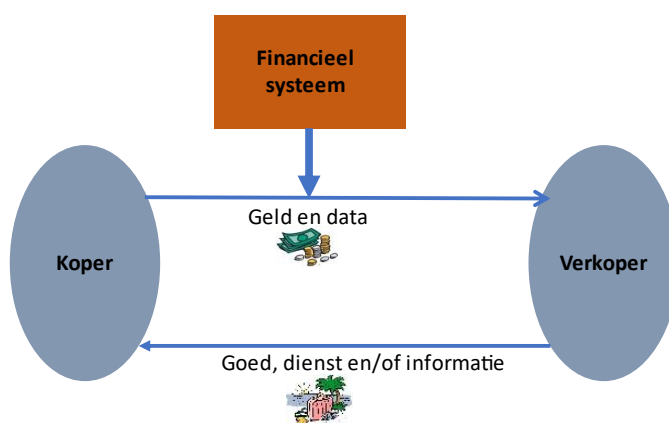 Financieel
systeem
Geld en data
Koper
Verkoper
Goed, dienst en/of informatie